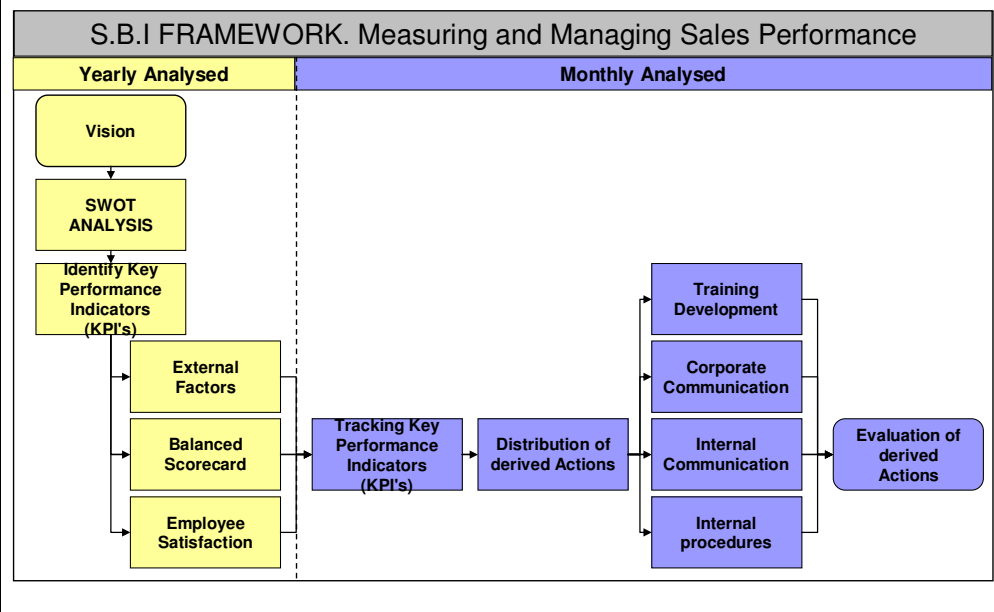 S.B.I FRAMEWORK. Measuring and Managing Sales Performance
Yearly Analysed
Monthly Analysed
Vision
SWOT
ANALYSIS
Identify Key
Performance
Indicators
(KPI's)
External
Factors
Balanced
Scorecard
Employee
Satisfaction
Tracking Key
Performance
Indicators
(KPI's)
Distribution of
derived Actions
Training
Development
Corporate
Communication
Internal
Communication
Internal
procedures
Evaluation of
derived
Actions